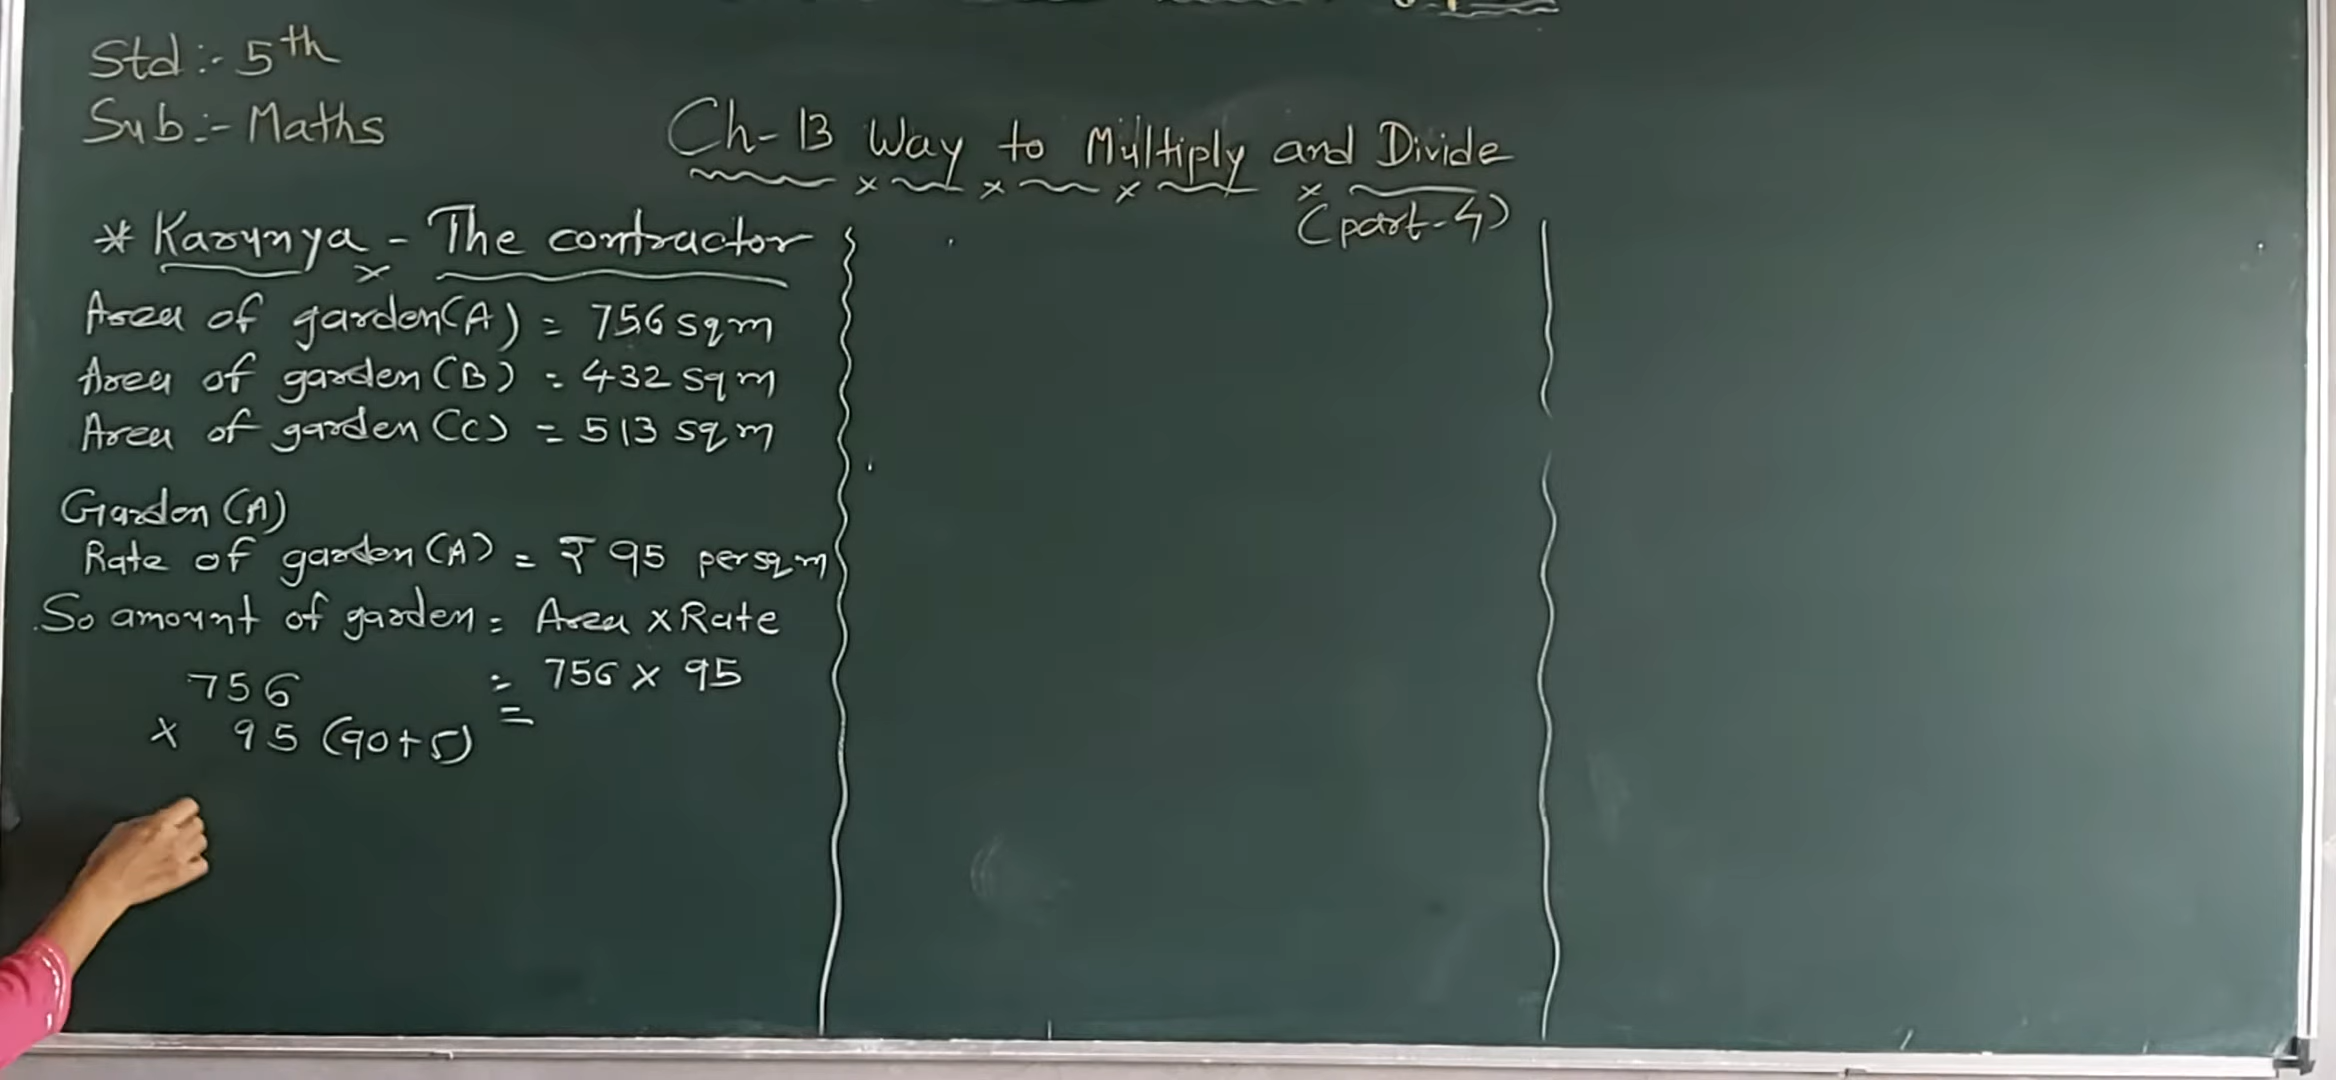 Std :- 5th
Sub :- Maths
Ch-13 Way to Multiply and Divide
(part-4)
* Karunya - The contractor
Area of garden(A) = 756 sqm
Area of garden (B) = 432 sq m
Area of garden (C) = 513 sq m
Garden (A)
Rate of garden (A) = ₹ 95 per sq m
So amount of garden = Area x Rate
= 756 x 95
=
756
x 95 (90+5)